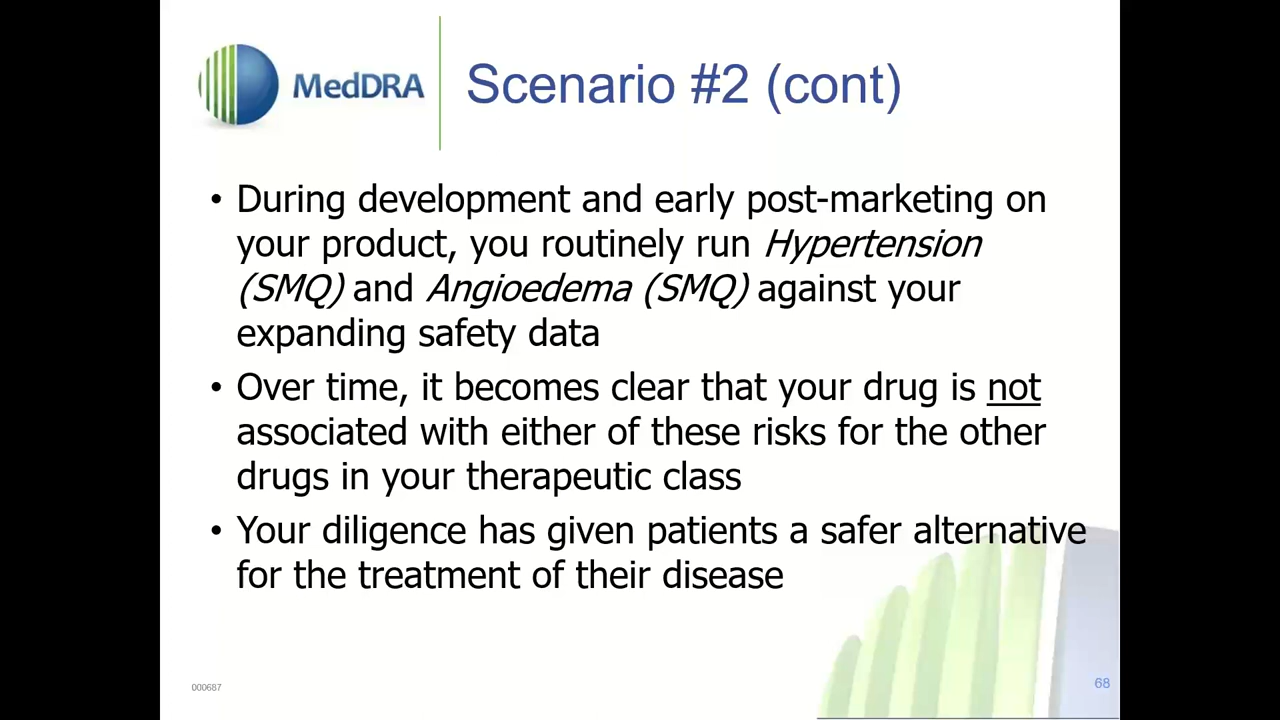 MedDRA
Scenario #2 (cont)
• During development and early post-marketing on
your product, you routinely run Hypertension
(SMQ) and Angioedema (SMQ) against your
expanding safety data
• Over time, it becomes clear that your drug is not
associated with either of these risks for the other
drugs in your therapeutic class
• Your diligence has given patients a safer alternative
for the treatment of their disease
000687
68